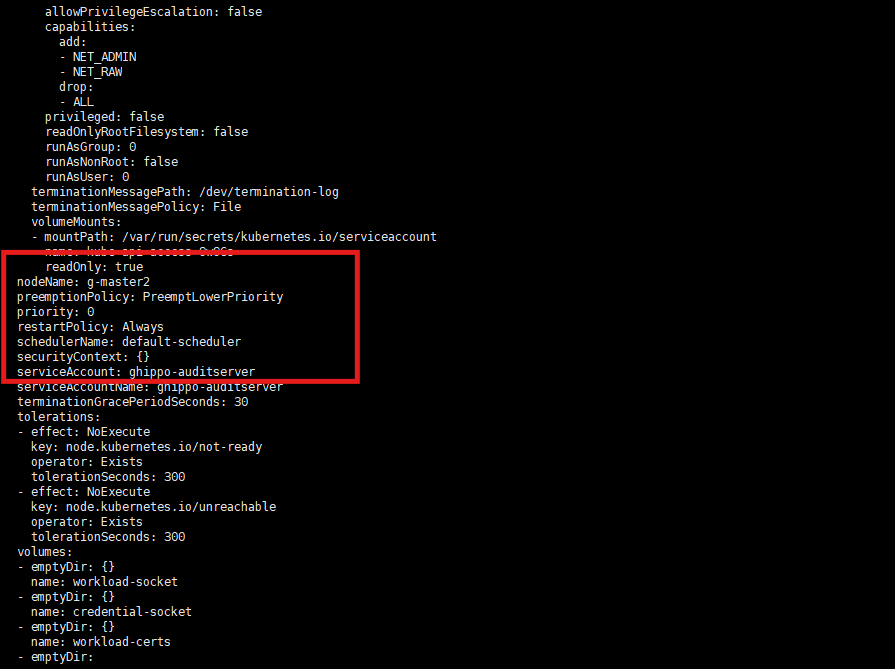 allowPrivilegeEscalation: false
capabilities:
add:
- NET_ADMIN
- NET_RAW
drop:
- ALL
privileged: false
readOnlyRootFilesystem: false
runAsGroup: 0
runAsNonRoot: false
runAsUser: 0
terminationMessagePath: /dev/termination-log
terminationMessagePolicy: File
volumeMounts:
- mountPath: /var/run/secrets/kubernetes.io/serviceaccount
name:
readOnly: true
nodeName: g-master2
preemptionPolicy: PreemptLowerPriority
priority: 0
restartPolicy: Always
schedulerName: default-scheduler
securityContext: {}
serviceAccount: ghippo-auditserver
serviceAccountName: ghippo-auditserver
terminationGracePeriodSeconds: 30
tolerations:
- effect: NoExecute
key: node.kubernetes.io/not-ready
operator: Exists
tolerationSeconds: 300
- effect: NoExecute
key: node.kubernetes.io/unreachable
operator: Exists
tolerationSeconds: 300
volumes:
- emptyDir: {}
name: workload-socket
- emptyDir: {}
name: credential-socket
- emptyDir: {}
name: workload-certs
- emptyDir: